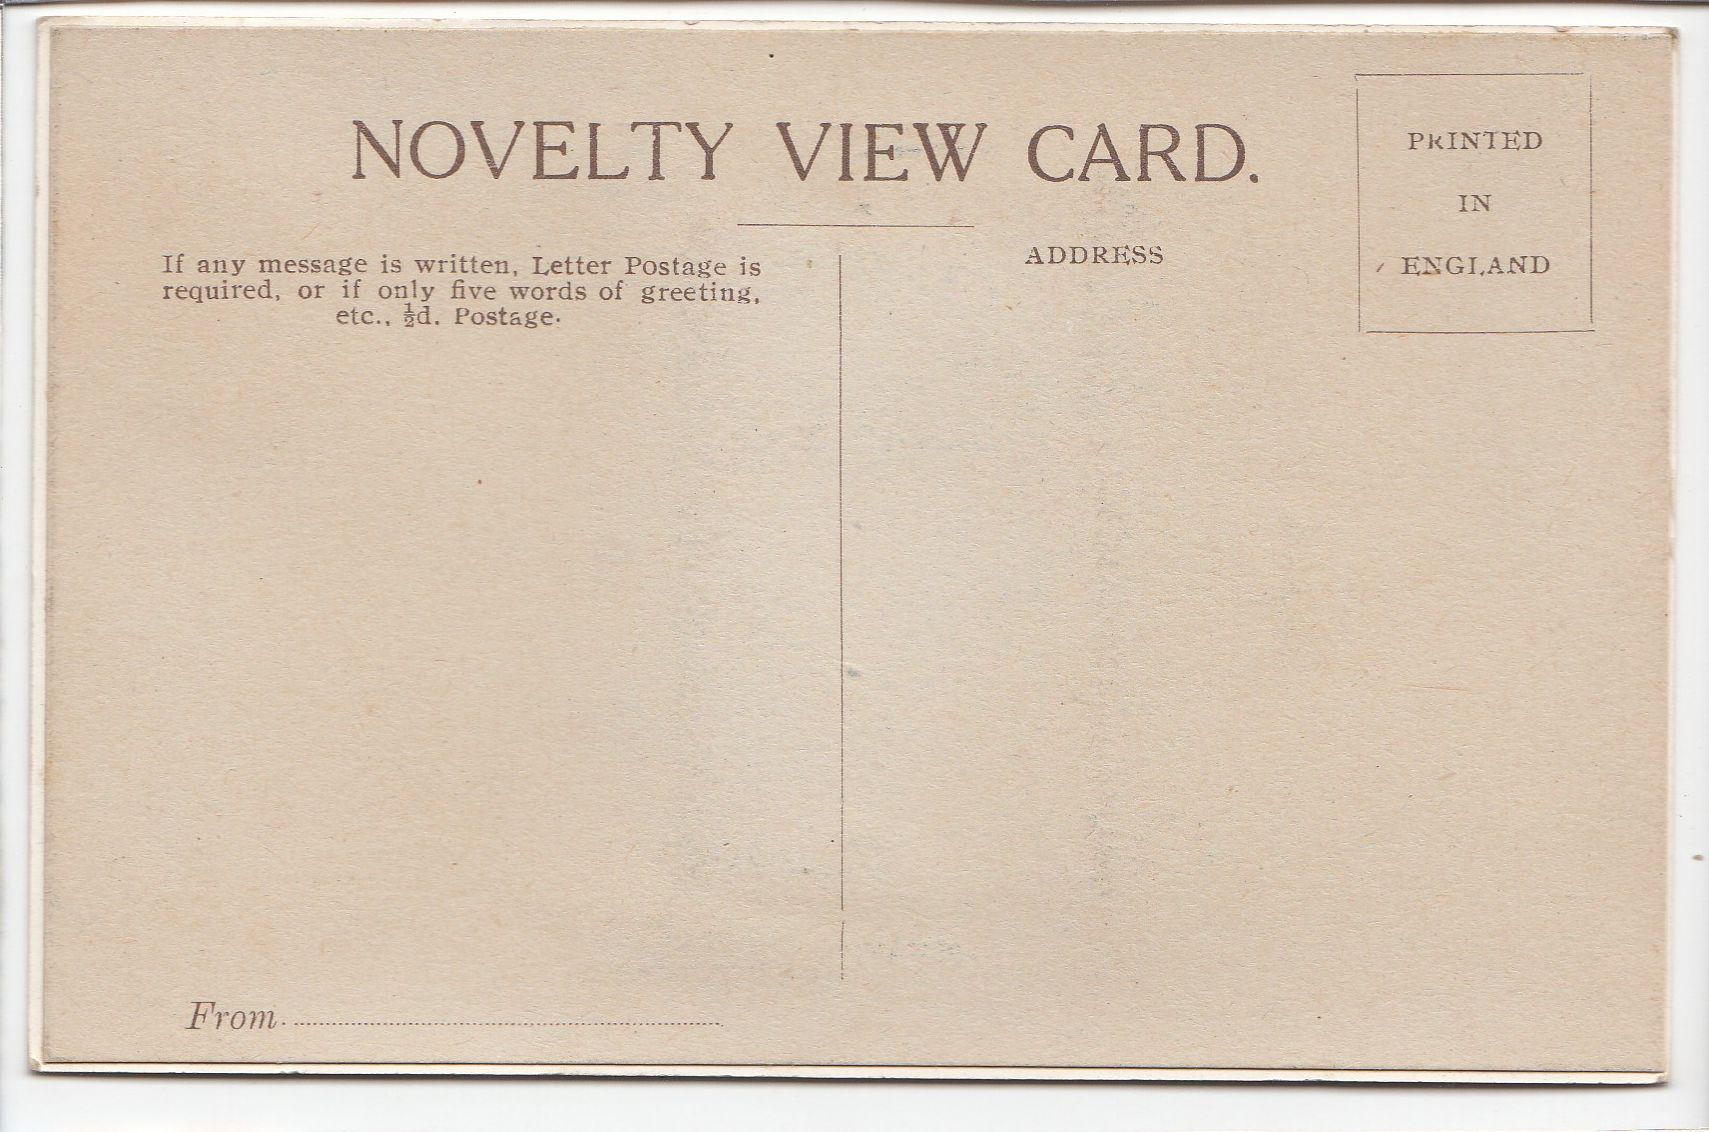 NOVELTY VIEW CARD.
If any message is written, Letter Postage is
required, or if only five words of greeting,
etc., ½d. Postage.
ADDRESS
PRINTED
IN
ENGLAND
From